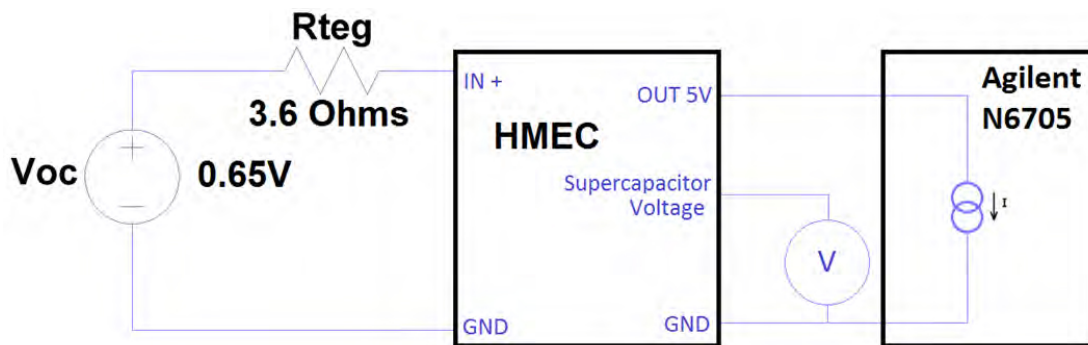 Rteg
3.6 Ohms
Voc
+
0.65V
IN +
OUT 5V
HMEC
Supercapacitor
Voltage
GND
GND
V
Agilent
N6705
I